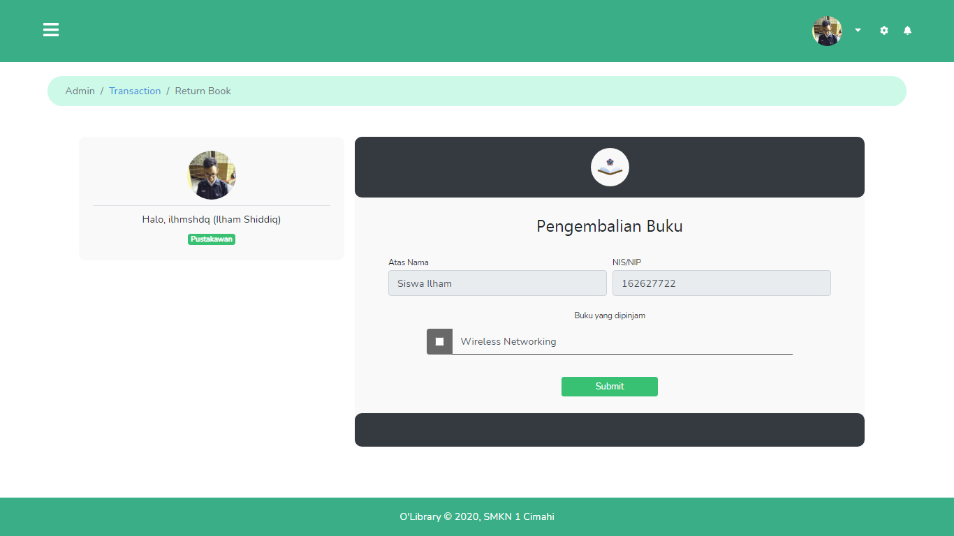 Admin / Transaction / Return Book
Halo, ilhmshdq (Ilham Shiddiq)
Pustakawan
Pengembalian Buku
Atas Nama
NIS/NIP
Siswa Ilham
162627722
Buku yang dipinjam
Wireless Networking
Submit
O'Library © 2020, SMKN 1 Cimahi